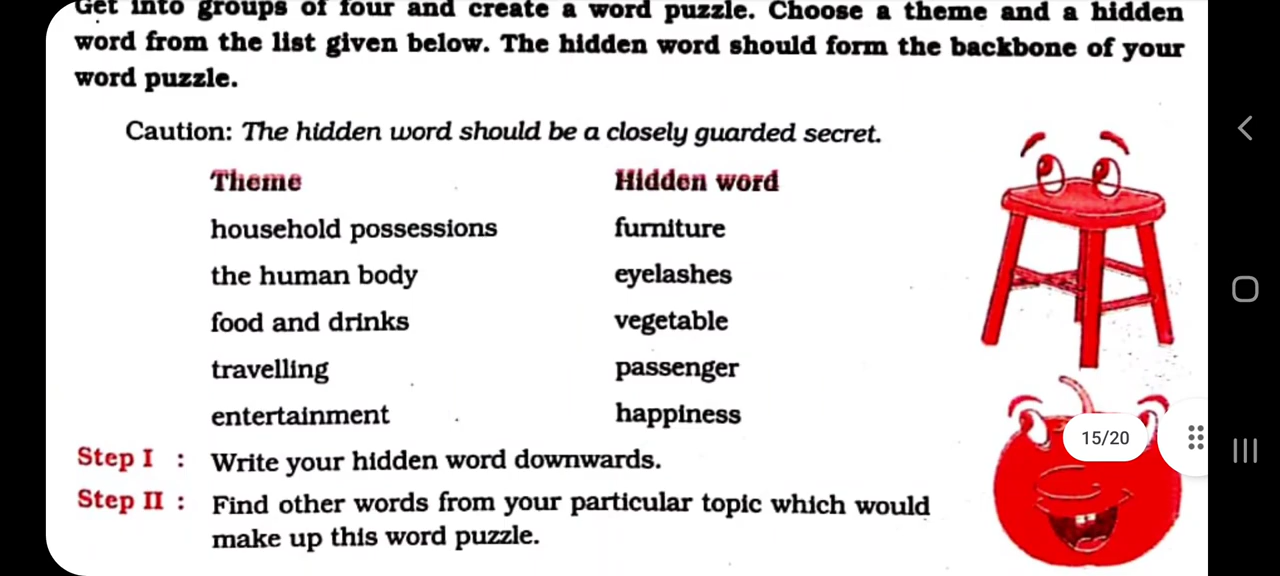 Get into groups of four and create a word puzzle. Choose a theme and a hidden
word from the list given below. The hidden word should form the backbone of your
word puzzle.
Caution: The hidden word should be a closely guarded secret.
Theme Hidden word
household possessions furniture
the human body eyelashes
food and drinks vegetable
travelling passenger
entertainment happiness
15/20
Step I : Write your hidden word downwards.
Step II : Find other words from your particular topic which would
make up this word puzzle.